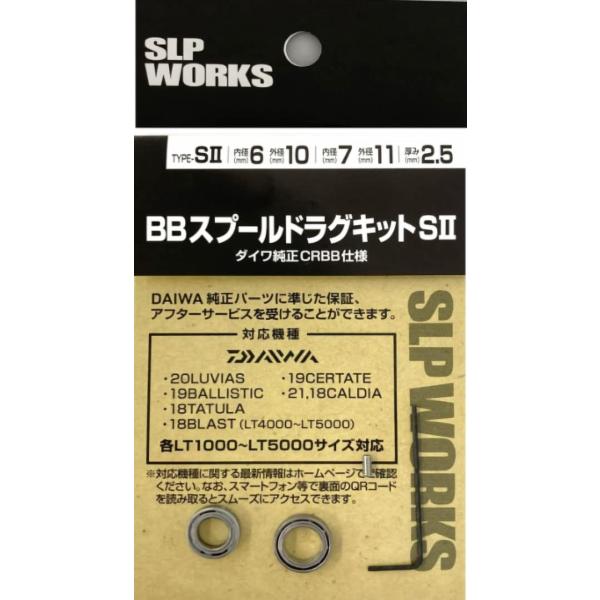 SLP
WORKS
TYPE-SⅡ 内径(mm)6 外径(mm)10 内径(mm)7 外径(mm)11 厚み(mm)2.5
BBスプールドラグキットSⅡ
ダイワ純正CRBB仕様
DAIWA純正パーツに準じた保証、
アフターサービスを受けることができます。
対応機種
DAIWA
・20LUVIAS ・19CERTATE
・19BALLISTIC ・21,18CALDIA
・18TATULA
・18BLAST (LT4000~LT5000)
各LT1000~LT5000サイズ対応
※対応機種に関する最新情報はホームページでご確認
ください。なお、スマートフォン等で裏面のQRコード
を読み取るとスムーズにアクセスできます。
SLP WORKS